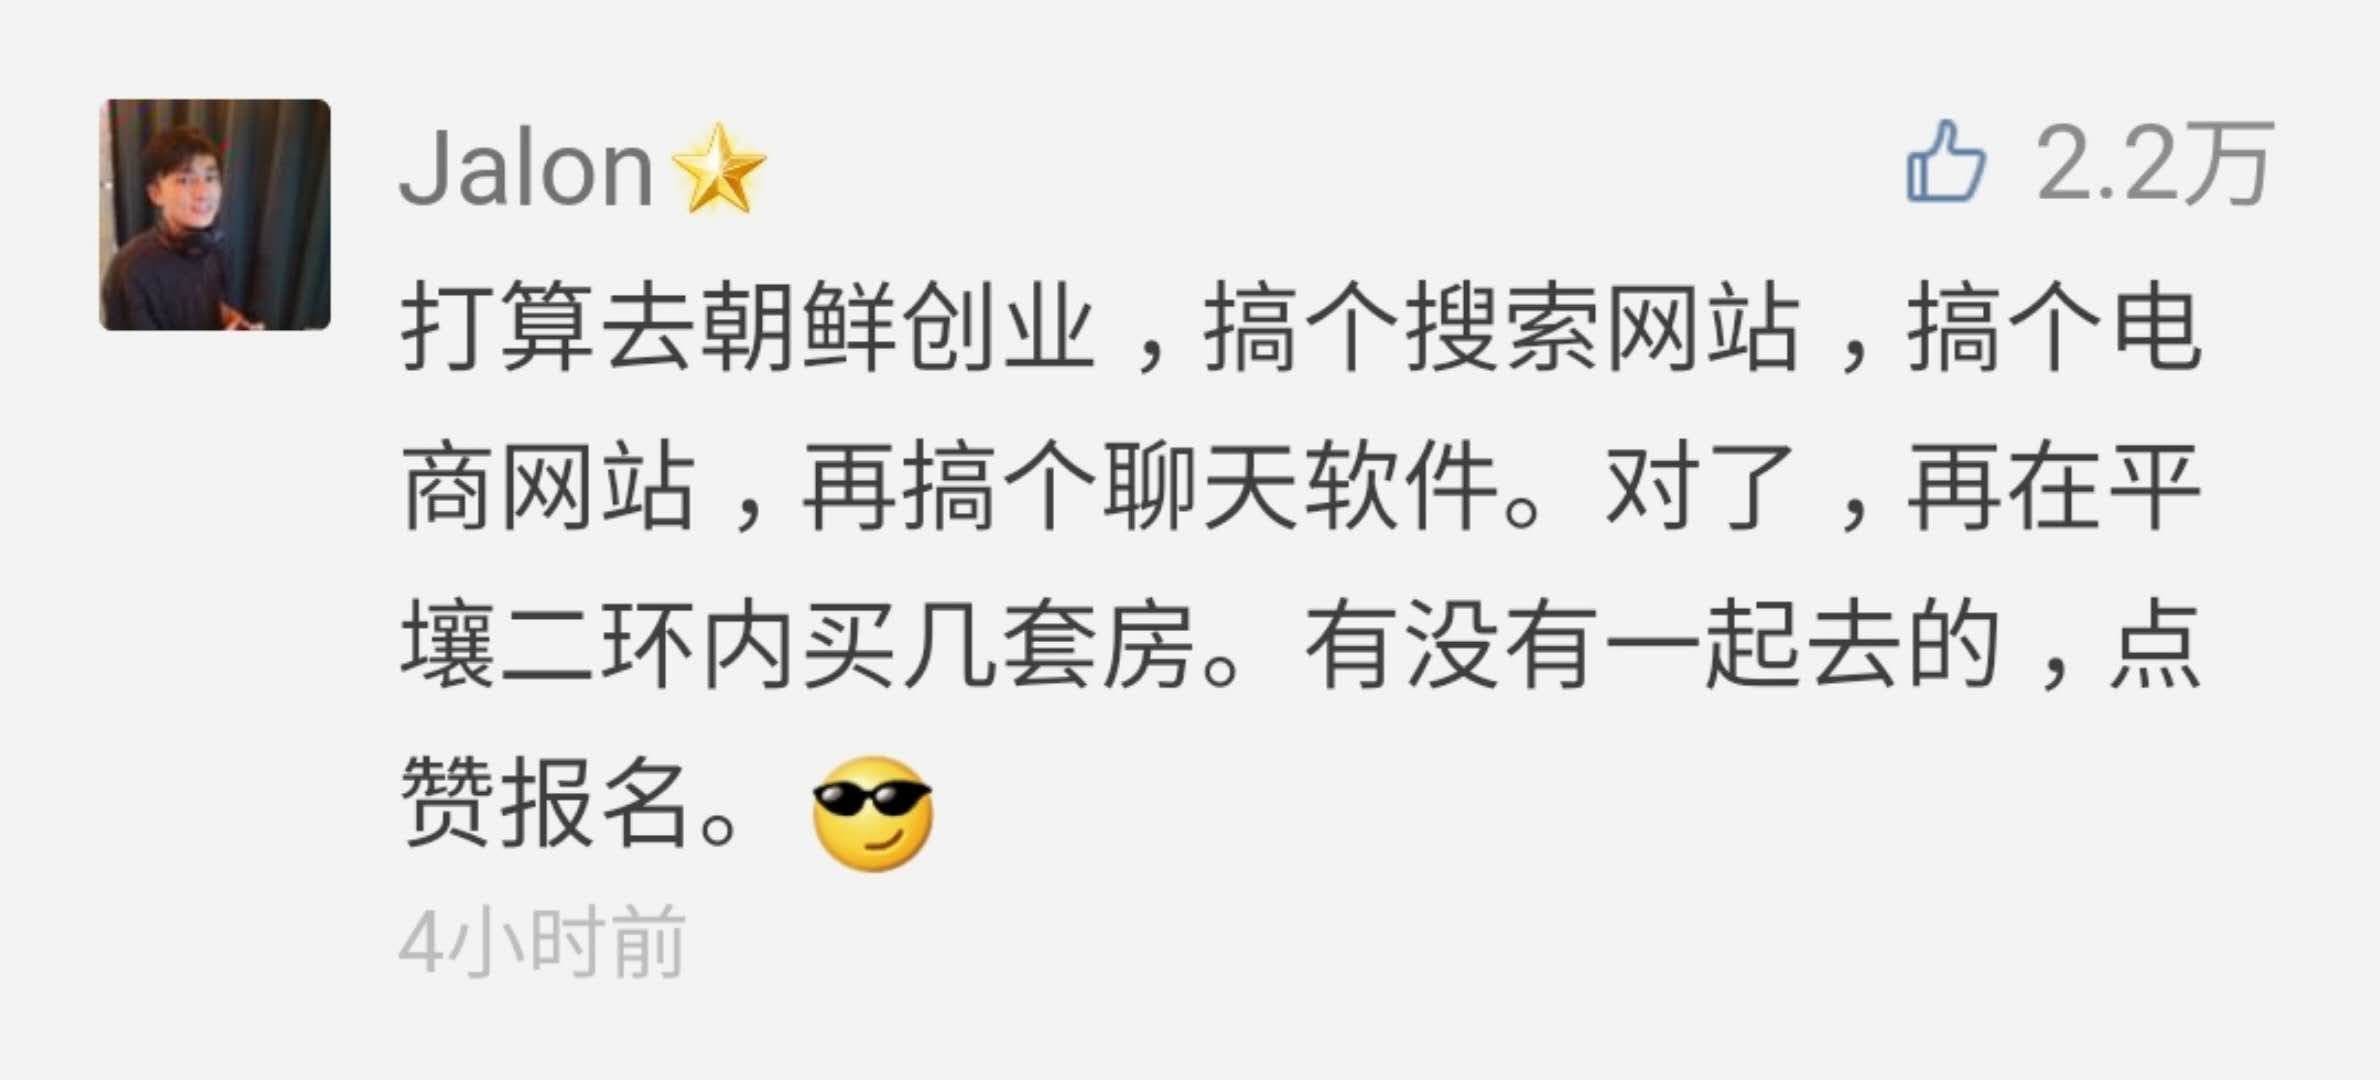 Jalon⭐ 2.2万
打算去朝鲜创业，搞个搜索网站，搞个电
商网站，再搞个聊天软件。对了，再在平
壤二环内买几套房。有没有一起去的，点
赞报名。😎
4小时前